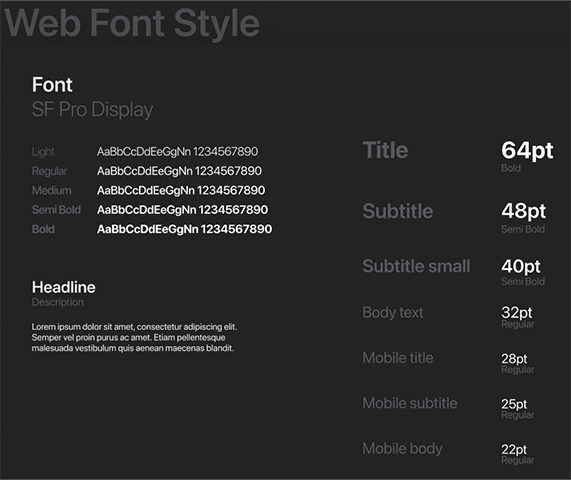 Web Font Style
Font
SF Pro Display
Light AaBbCcDdEeGgNn 1234567890
Regular AaBbCcDdEeGgNn 1234567890
Medium AaBbCcDdEeGgNn 1234567890
Semi Bold AaBbCcDdEeGgNn 1234567890
Bold AaBbCcDdEeGgNn 1234567890
Headline
Description
Lorem ipsum dolor sit amet, consectetur adipiscing elit.
Semper vel proin purus ac amet. Etiam pellentesque
malesuada vestibulum quis aenean maecenas blandit.
Title 64pt
Bold
Subtitle 48pt
Semi Bold
Subtitle small 40pt
Semi Bold
Body text 32pt
Regular
Mobile title 28pt
Regular
Mobile subtitle 25pt
Regular
Mobile body 22pt
Regular